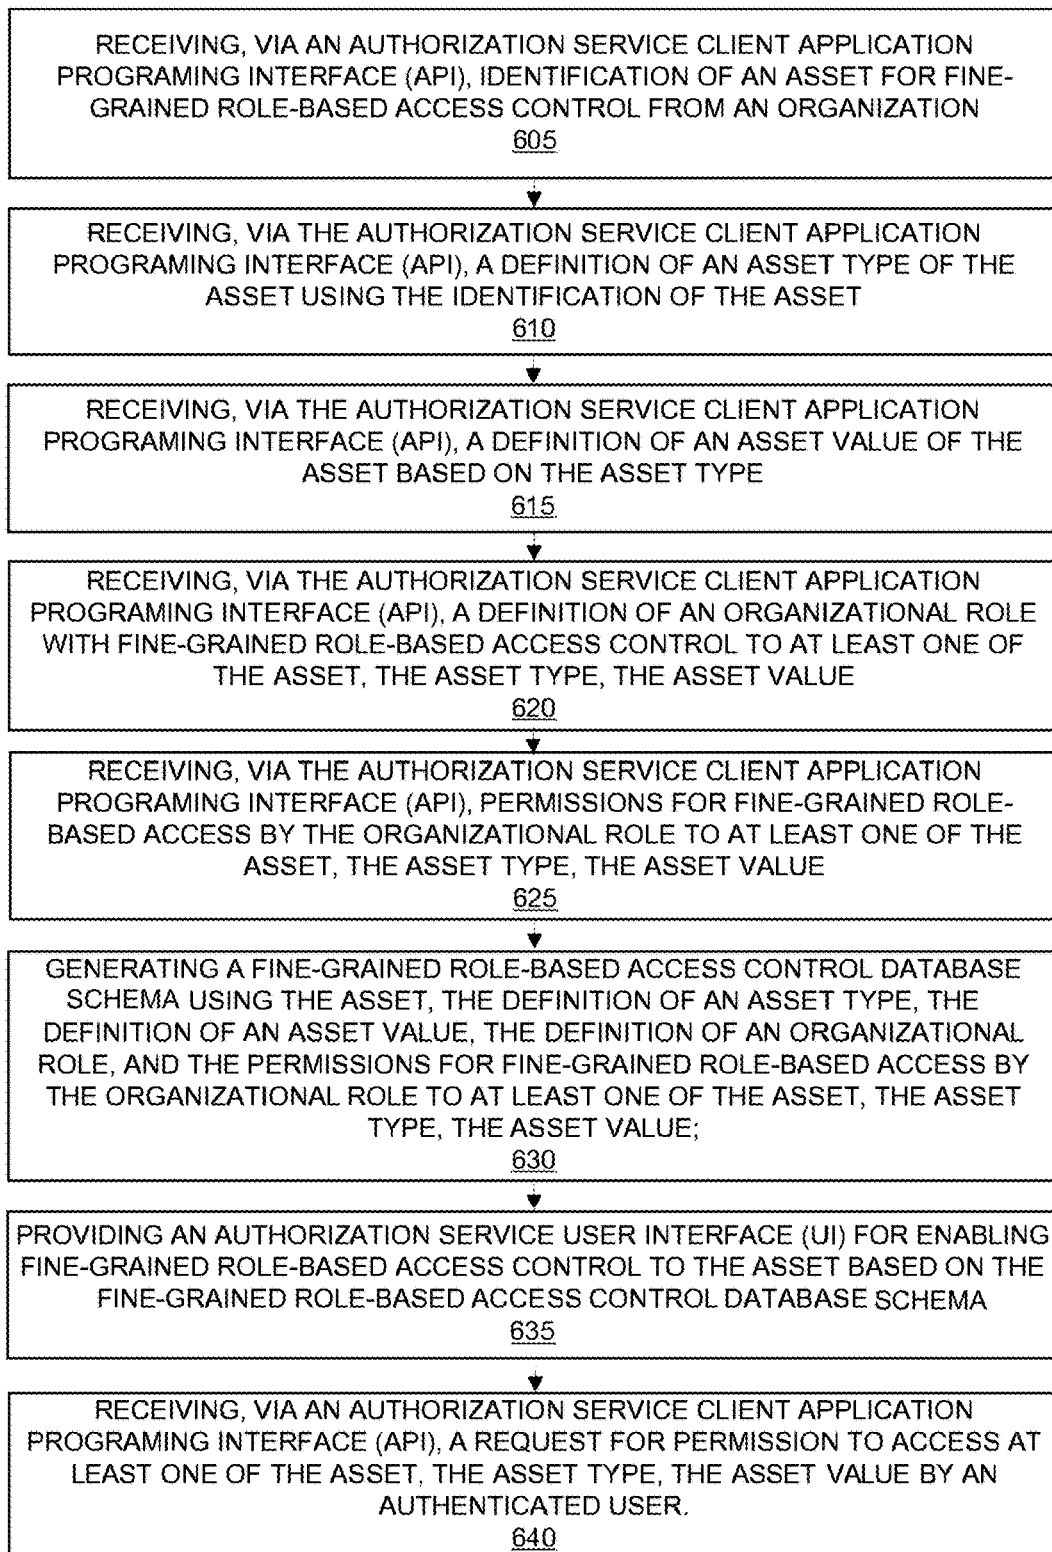 RECEIVING, VIA AN AUTHORIZATION SERVICE CLIENT APPLICATION
PROGRAMING INTERFACE (API), IDENTIFICATION OF AN ASSET FOR FINE-
GRAINED ROLE-BASED ACCESS CONTROL FROM AN ORGANIZATION
605
RECEIVING, VIA THE AUTHORIZATION SERVICE CLIENT APPLICATION
PROGRAMING INTERFACE (API), A DEFINITION OF AN ASSET TYPE OF THE
ASSET USING THE IDENTIFICATION OF THE ASSET
610
RECEIVING, VIA THE AUTHORIZATION SERVICE CLIENT APPLICATION
PROGRAMING INTERFACE (API), A DEFINITION OF AN ASSET VALUE OF THE
ASSET BASED ON THE ASSET TYPE
615
RECEIVING, VIA THE AUTHORIZATION SERVICE CLIENT APPLICATION
PROGRAMING INTERFACE (API), A DEFINITION OF AN ORGANIZATIONAL ROLE
WITH FINE-GRAINED ROLE-BASED ACCESS CONTROL TO AT LEAST ONE OF
THE ASSET, THE ASSET TYPE, THE ASSET VALUE
620
RECEIVING, VIA THE AUTHORIZATION SERVICE CLIENT APPLICATION
PROGRAMING INTERFACE (API), PERMISSIONS FOR FINE-GRAINED ROLE-
BASED ACCESS BY THE ORGANIZATIONAL ROLE TO AT LEAST ONE OF THE
ASSET, THE ASSET TYPE, THE ASSET VALUE
625
GENERATING A FINE-GRAINED ROLE-BASED ACCESS CONTROL DATABASE
SCHEMA USING THE ASSET, THE DEFINITION OF AN ASSET TYPE, THE
DEFINITION OF AN ASSET VALUE, THE DEFINITION OF AN ORGANIZATIONAL
ROLE, AND THE PERMISSIONS FOR FINE-GRAINED ROLE-BASED ACCESS BY
THE ORGANIZATIONAL ROLE TO AT LEAST ONE OF THE ASSET, THE ASSET
TYPE, THE ASSET VALUE;
630
PROVIDING AN AUTHORIZATION SERVICE USER INTERFACE (UI) FOR ENABLING
FINE-GRAINED ROLE-BASED ACCESS CONTROL TO THE ASSET BASED ON THE
FINE-GRAINED ROLE-BASED ACCESS CONTROL DATABASE SCHEMA
635
RECEIVING, VIA AN AUTHORIZATION SERVICE CLIENT APPLICATION
PROGRAMING INTERFACE (API), A REQUEST FOR PERMISSION TO ACCESS AT
LEAST ONE OF THE ASSET, THE ASSET TYPE, THE ASSET VALUE BY AN
AUTHENTICATED USER.
640